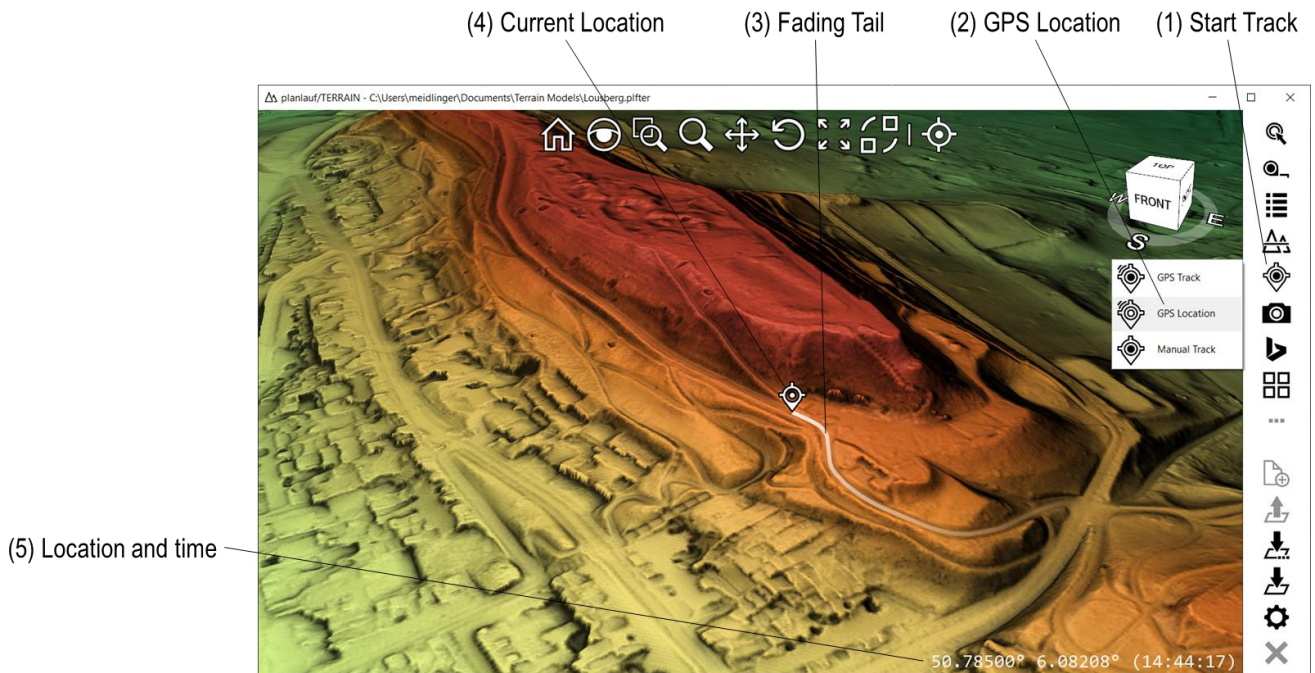 (4) Current Location
(3) Fading Tail
(2) GPS Location
(1) Start Track
planlauf/TERRAIN - C:\Users\meidlinger\Documents\Terrain Models\Lousberg.plfter
TOP
FRONT
W
E
S
GPS Track
GPS Location
Manual Track
(5) Location and time
50.78500° 6.08208° (14:44:17)